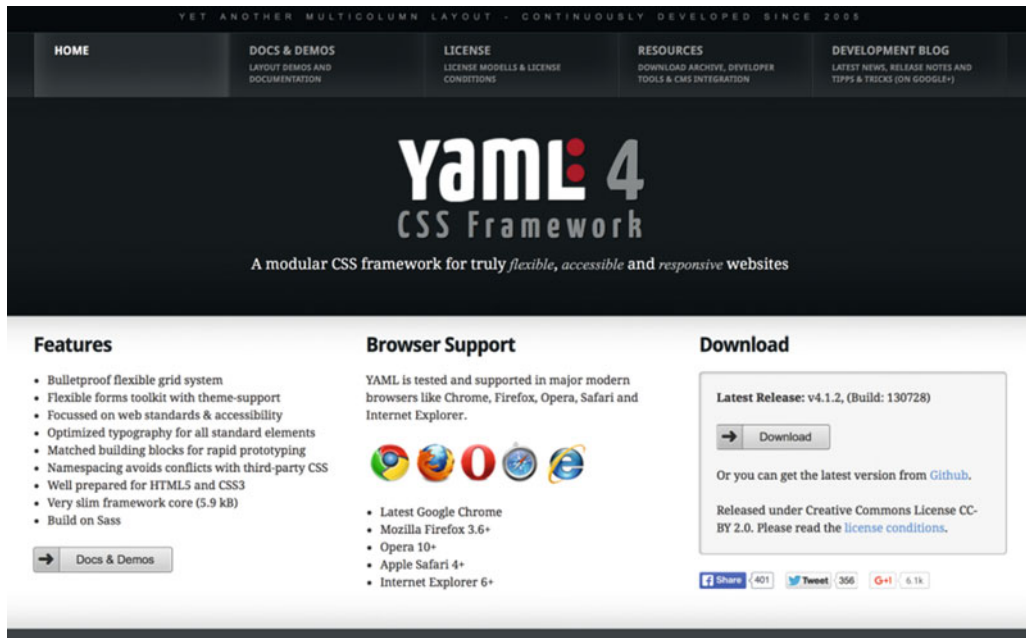 YET ANOTHER MULTICOLUMN LAYOUT - CONTINUOUSLY DEVELOPED SINCE 2005
HOME
DOCS & DEMOS
LAYOUT DEMOS AND
DOCUMENTATION
LICENSE
LICENSE MODELLS & LICENSE
CONDITIONS
RESOURCES
DOWNLOAD ARCHIVE, DEVELOPER
TOOLS & CMS INTEGRATION
DEVELOPMENT BLOG
LATEST NEWS, RELEASE NOTES AND
TIPPS & TRICKS (ON GOOGLE+)
YAML 4
CSS Framework
A modular CSS framework for truly flexible, accessible and responsive websites
Features
• Bulletproof flexible grid system
• Flexible forms toolkit with theme-support
• Focussed on web standards & accessibility
• Optimized typography for all standard elements
• Matched building blocks for rapid prototyping
• Namespacing avoids conflicts with third-party CSS
• Well prepared for HTML5 and CSS3
• Very slim framework core (5.9 kB)
• Build on Sass
Docs & Demos
Browser Support
YAML is tested and supported in major modern
browsers like Chrome, Firefox, Opera, Safari and
Internet Explorer.
• Latest Google Chrome
• Mozilla Firefox 3.6+
• Opera 10+
• Apple Safari 4+
• Internet Explorer 6+
Download
Latest Release: v4.1.2, (Build: 130728)
Download
Or you can get the latest version from Github.
Released under Creative Commons License CC-
BY 2.0. Please read the license conditions.
Share 401 Tweet 356 G+1 6.1k